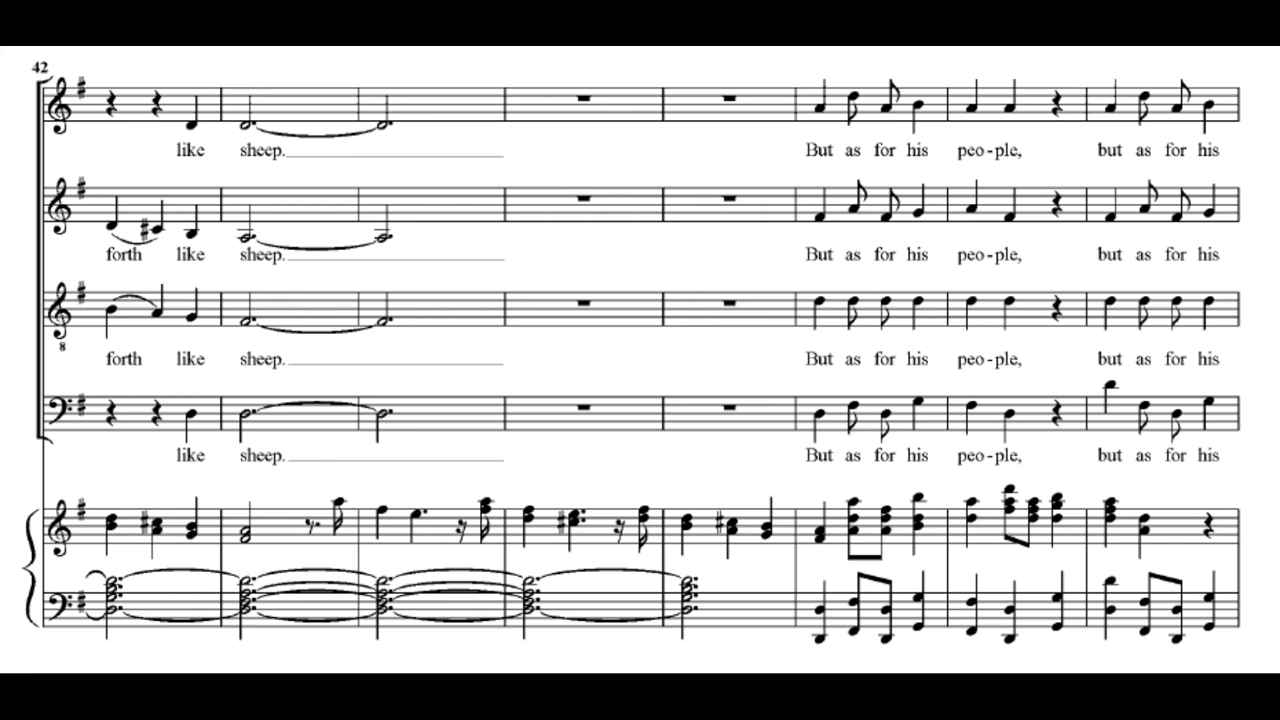 42
like sheep. But as for his peo-ple, but as for his
forth like sheep. But as for his peo-ple, but as for his
8
forth like sheep. But as for his peo-ple, but as for his
like sheep. But as for his peo-ple, but as for his